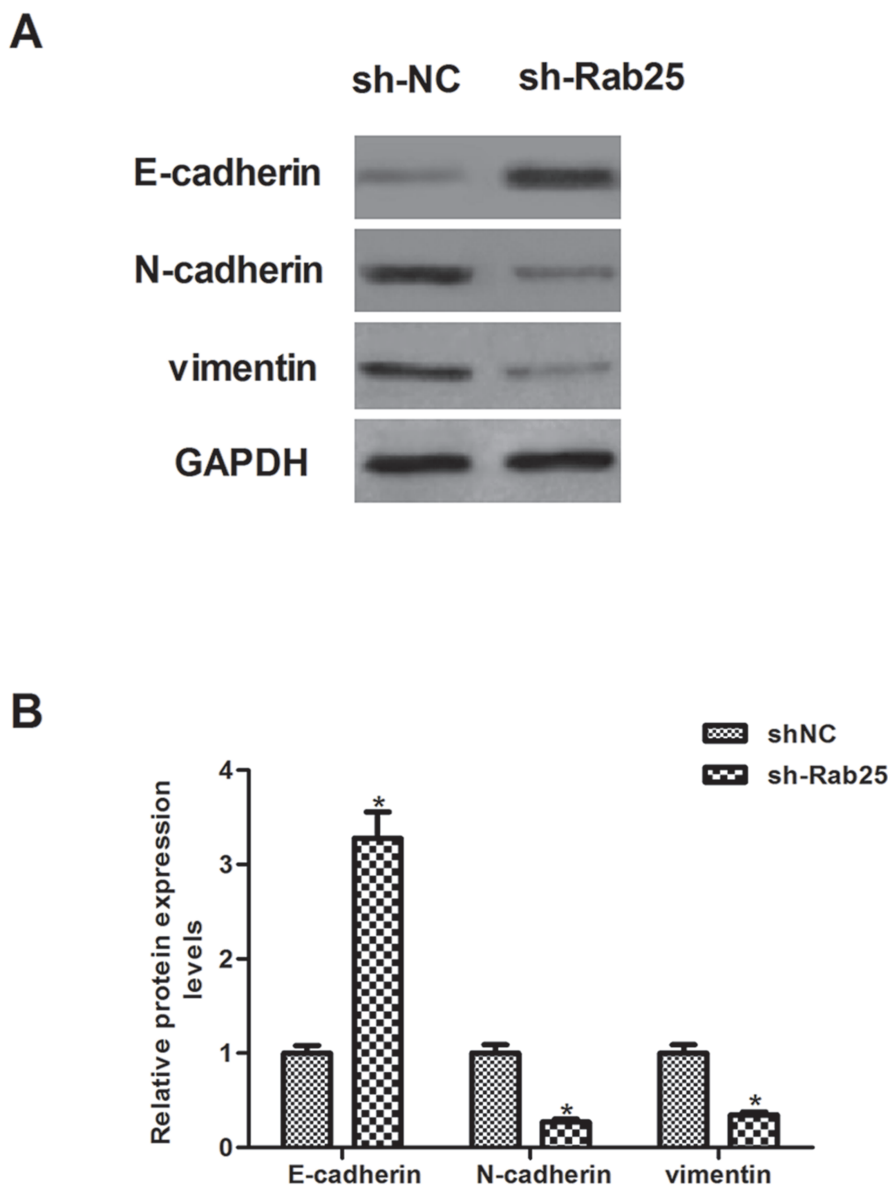 A
sh-NC sh-Rab25
E-cadherin
N-cadherin
vimentin
GAPDH
B
shNC
sh-Rab25
Relative protein expression
levels
4
*
3
2
1
* *
0
E-cadherin N-cadherin vimentin